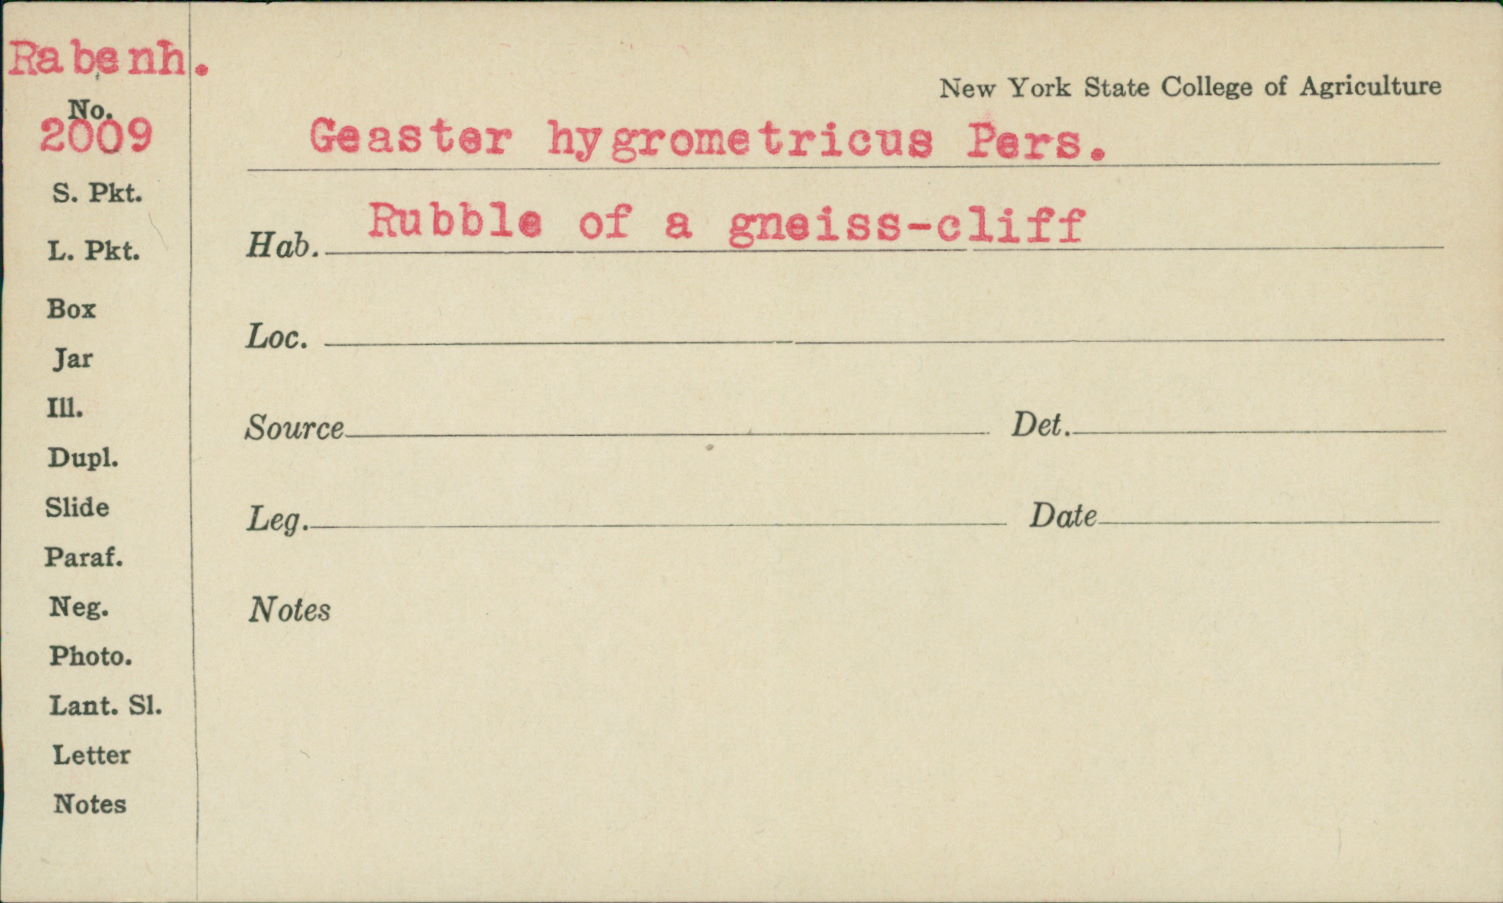 Rabenh.
New York State College of Agriculture
No.
2009
Geaster hygrometricus Pers.
S. Pkt.
Hab. Rubble of a gneiss-cliff
L. Pkt.
Box
Loc.
Jar
Ill.
Source Det.
Dupl.
Slide
Leg. Date
Paraf.
Neg.
Notes
Photo.
Lant. Sl.
Letter
Notes